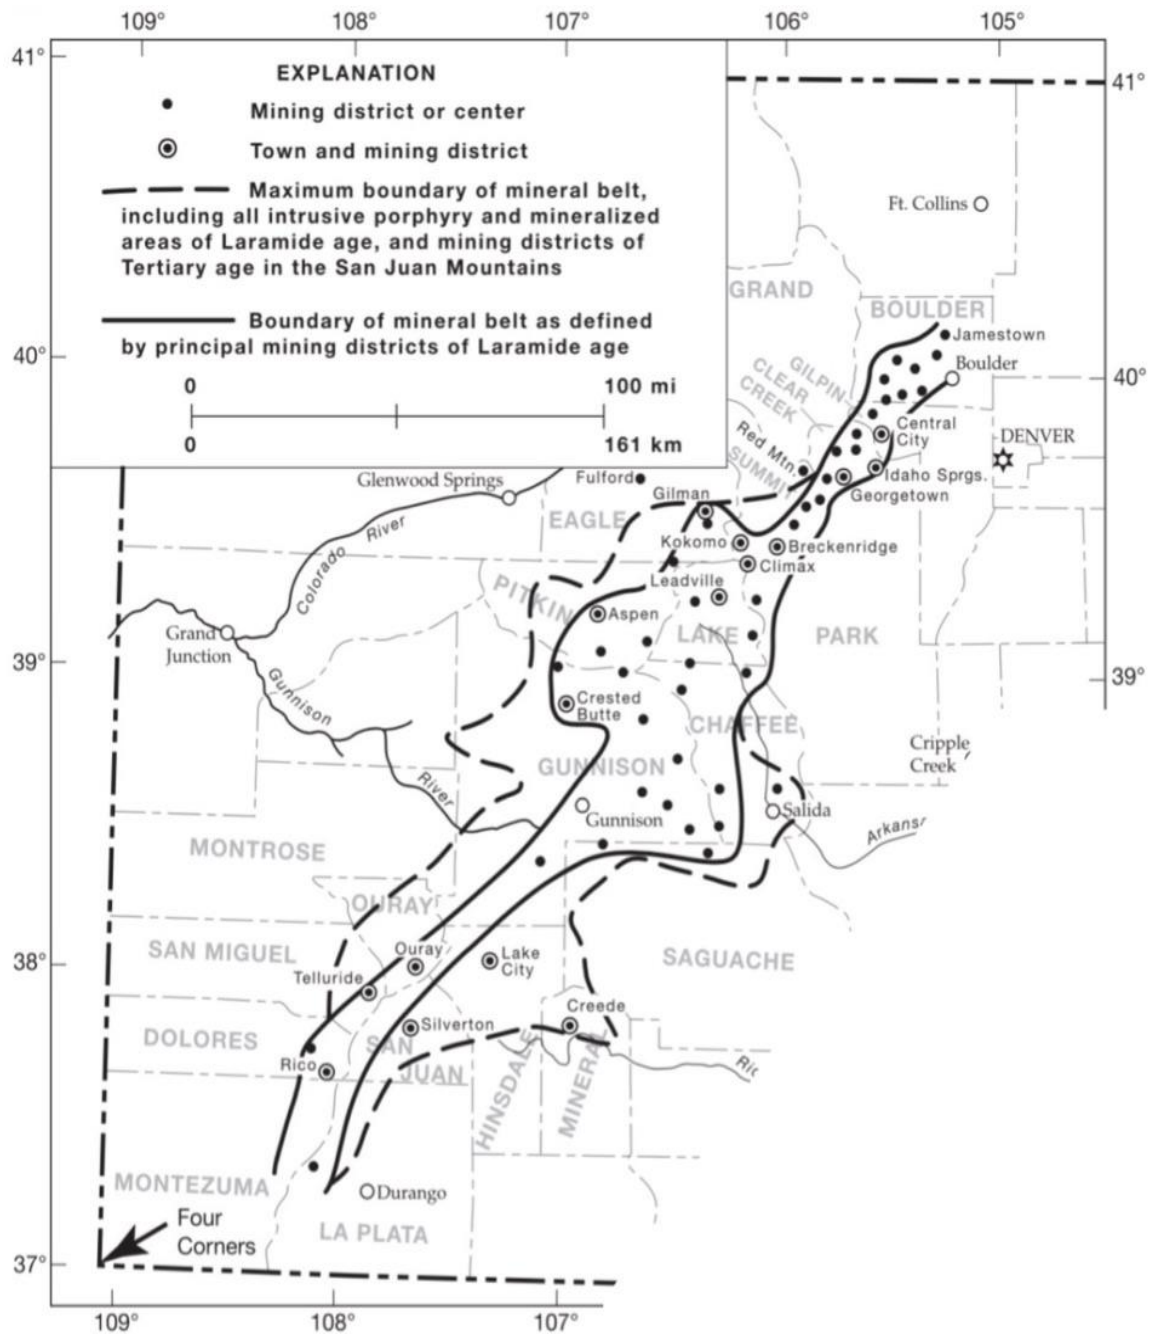 109°
108°
107°
106°
105°
41°
41°
EXPLANATION
Mining district or center
Town and mining district
Maximum boundary of mineral belt,
including all intrusive porphyry and mineralized
areas of Laramide age, and mining districts of
Tertiary age in the San Juan Mountains
Boundary of mineral belt as defined
by principal mining districts of Laramide age
0
100 mi
0
161 km
Ft. Collins
GRAND
BOULDER
Jamestown
40°
40°
Boulder
GILPIN
CLEAR
CREEK
Central
City
DENVER
Red Mtn.
SUMMIT
Idaho Sprgs.
Georgetown
Glenwood Springs
Fulford
Gilman
EAGLE
Colorado
River
Kokomo
Breckenridge
Climax
Leadville
PITKIN
Aspen
LAKE
PARK
Grand
Junction
39°
39°
Gunnison
River
Crested
Butte
CHAFFEE
Cripple
Creek
GUNNISON
Gunnison
Salida
Arkans
MONTROSE
OURAY
SAN MIGUEL
Ouray
Lake
City
SAGUACHE
38°
Telluride
Creede
DOLORES
Silverton
SAN
JUAN
Rico
HINSDALE
MINERAL
Ric
MONTEZUMA
Durango
Four
Corners
LA PLATA
37°
109°
108°
107°